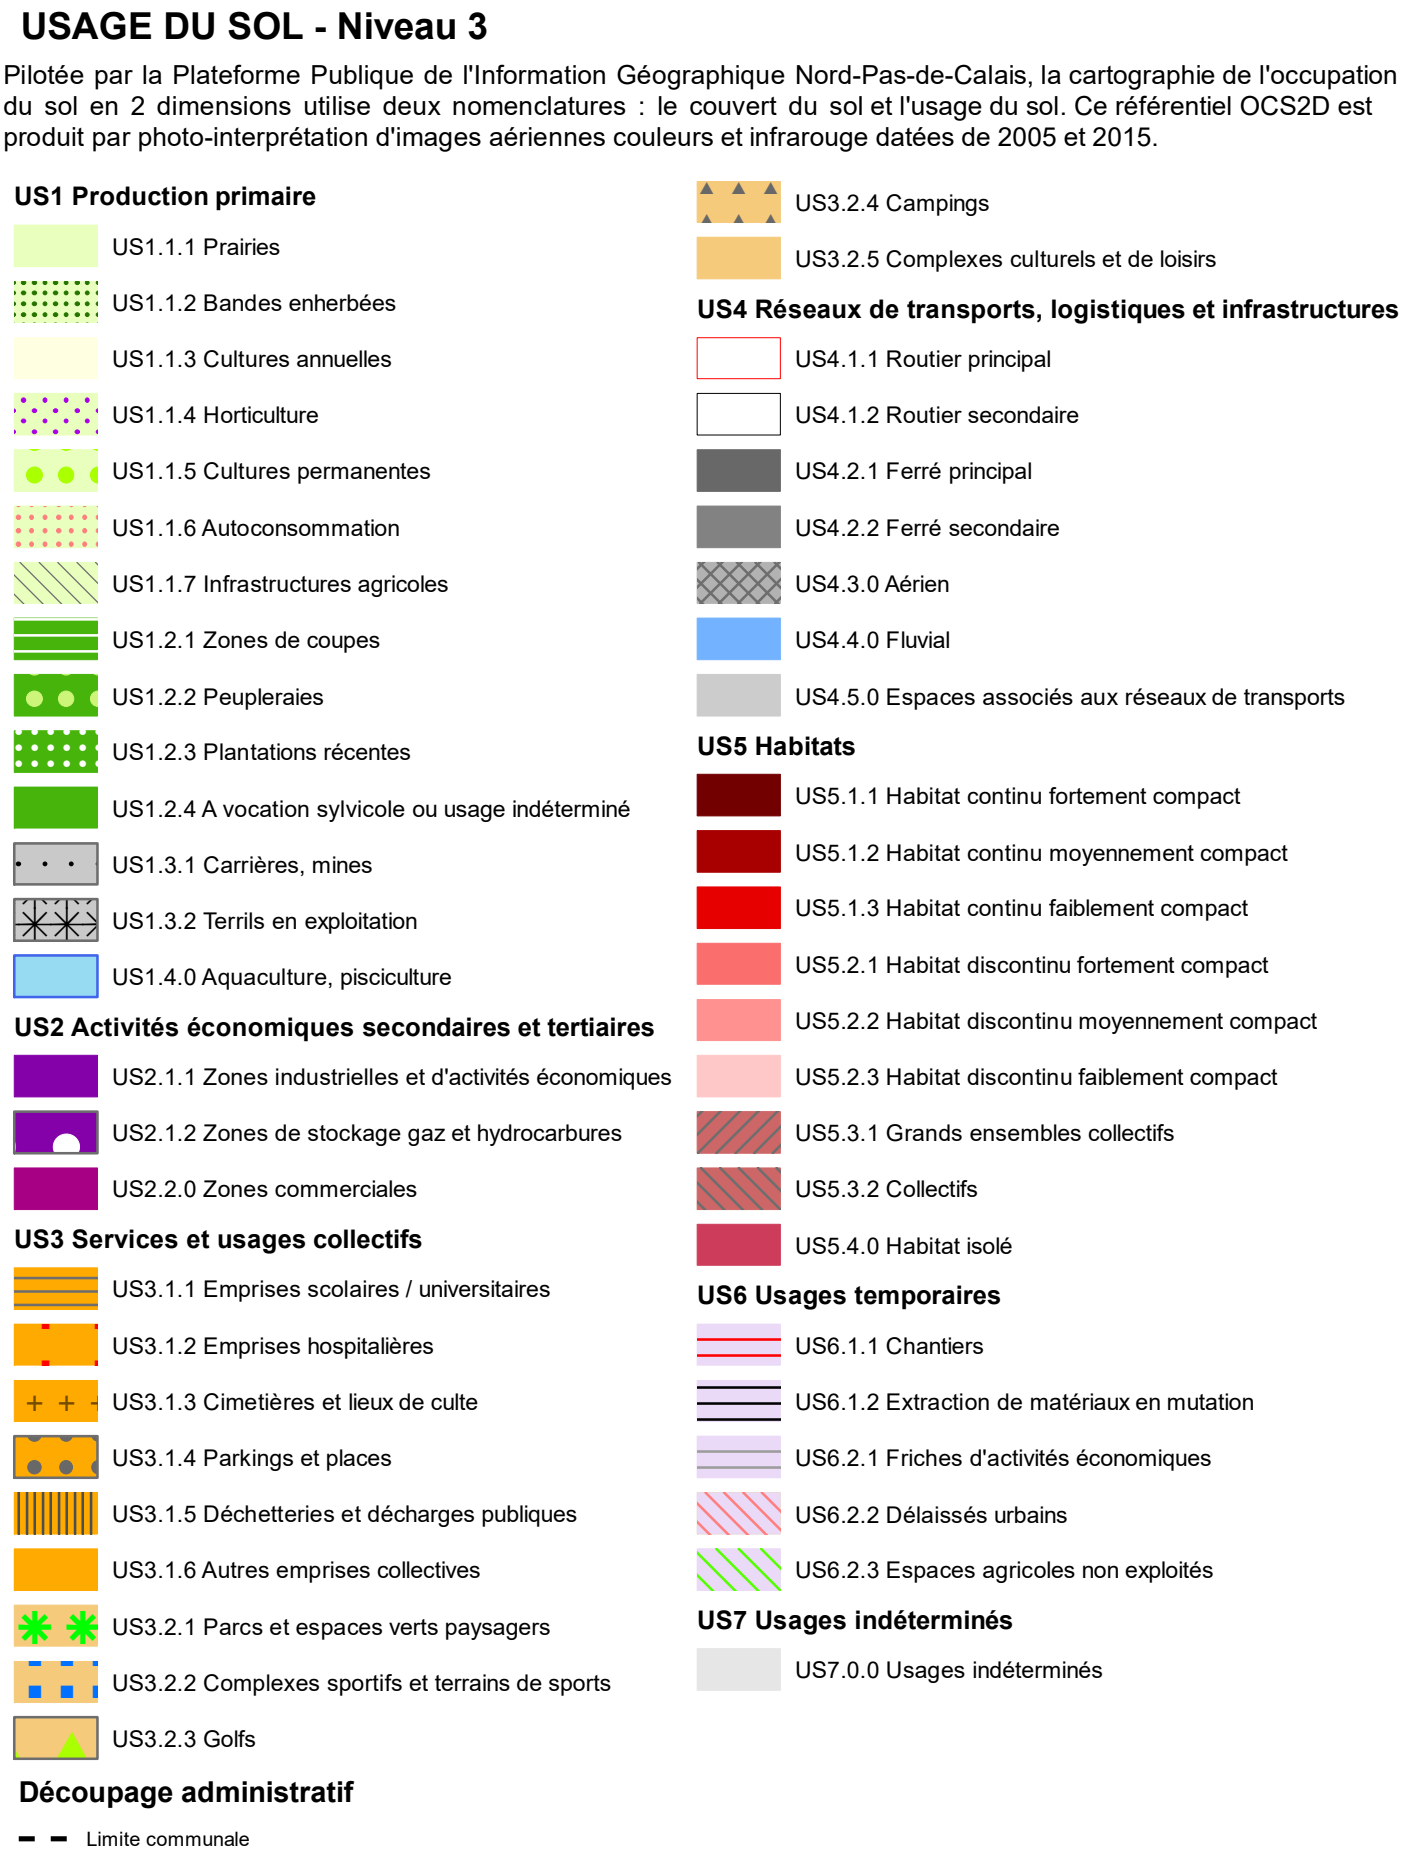 USAGE DU SOL - Niveau 3
Pilotée par la Plateforme Publique de l'Information Géographique Nord-Pas-de-Calais, la cartographie de l'occupation
du sol en 2 dimensions utilise deux nomenclatures : le couvert du sol et l'usage du sol. Ce référentiel OCS2D est
produit par photo-interprétation d'images aériennes couleurs et infrarouge datées de 2005 et 2015.
US1 Production primaire
US1.1.1 Prairies
US1.1.2 Bandes enherbées
US1.1.3 Cultures annuelles
US1.1.4 Horticulture
US1.1.5 Cultures permanentes
US1.1.6 Autoconsommation
US1.1.7 Infrastructures agricoles
US1.2.1 Zones de coupes
US1.2.2 Peupleraies
US1.2.3 Plantations récentes
US1.2.4 A vocation sylvicole ou usage indéterminé
US1.3.1 Carrières, mines
US1.3.2 Terrils en exploitation
US1.4.0 Aquaculture, pisciculture
US2 Activités économiques secondaires et tertiaires
US2.1.1 Zones industrielles et d'activités économiques
US2.1.2 Zones de stockage gaz et hydrocarbures
US2.2.0 Zones commerciales
US3 Services et usages collectifs
US3.1.1 Emprises scolaires / universitaires
US3.1.2 Emprises hospitalières
US3.1.3 Cimetières et lieux de culte
US3.1.4 Parkings et places
US3.1.5 Déchetteries et décharges publiques
US3.1.6 Autres emprises collectives
US3.2.1 Parcs et espaces verts paysagers
US3.2.2 Complexes sportifs et terrains de sports
US3.2.3 Golfs
US3.2.4 Campings
US3.2.5 Complexes culturels et de loisirs
US4 Réseaux de transports, logistiques et infrastructures
US4.1.1 Routier principal
US4.1.2 Routier secondaire
US4.2.1 Ferré principal
US4.2.2 Ferré secondaire
US4.3.0 Aérien
US4.4.0 Fluvial
US4.5.0 Espaces associés aux réseaux de transports
US5 Habitats
US5.1.1 Habitat continu fortement compact
US5.1.2 Habitat continu moyennement compact
US5.1.3 Habitat continu faiblement compact
US5.2.1 Habitat discontinu fortement compact
US5.2.2 Habitat discontinu moyennement compact
US5.2.3 Habitat discontinu faiblement compact
US5.3.1 Grands ensembles collectifs
US5.3.2 Collectifs
US5.4.0 Habitat isolé
US6 Usages temporaires
US6.1.1 Chantiers
US6.1.2 Extraction de matériaux en mutation
US6.2.1 Friches d'activités économiques
US6.2.2 Délaissés urbains
US6.2.3 Espaces agricoles non exploités
US7 Usages indéterminés
US7.0.0 Usages indéterminés
Découpage administratif
Limite communale